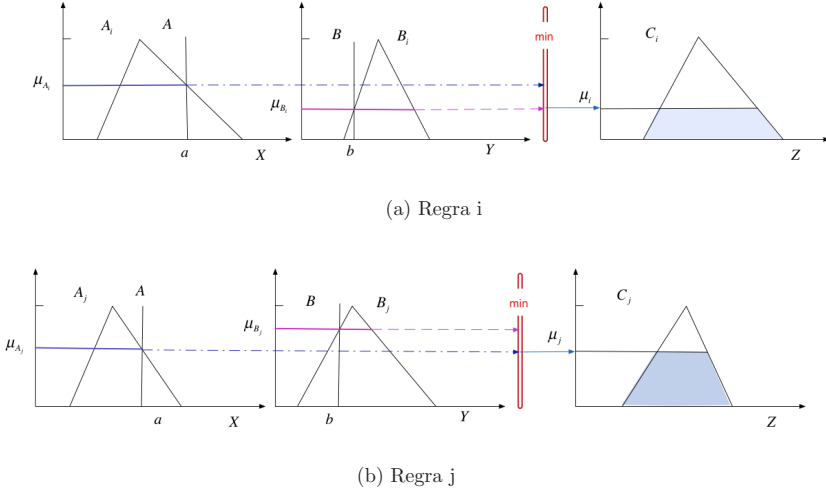 A_i A
B B_i
min
C_i
μ_{A_i}
μ_{B_i}
μ_i
a X
b Y
Z
(a) Regra i
A_j A
B B_j
min
C_j
μ_{A_j}
μ_{B_j}
μ_j
a X
b Y
Z
(b) Regra j